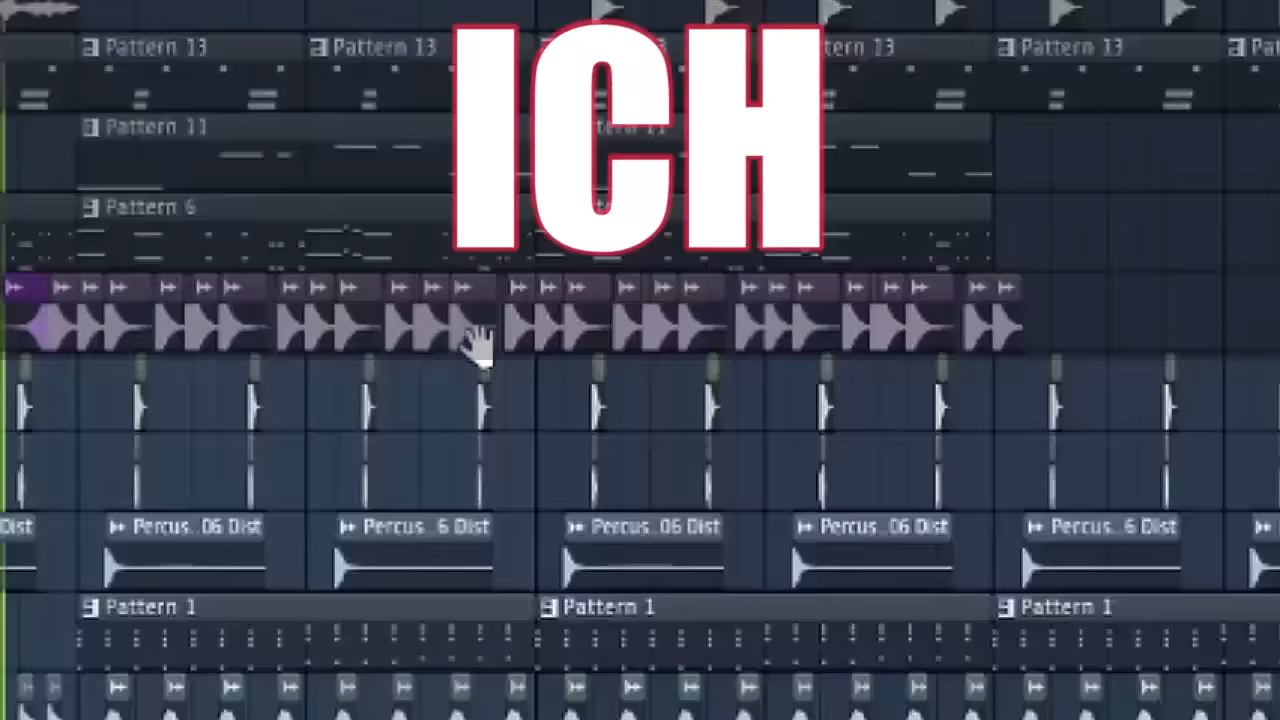 ICH
Pattern 13 Pattern 13 tern 13 Pattern 13
Pattern 11
Pattern 6
Dist Percus..06 Dist Percus..6 Dist Percus..06 Dist Percus..06 Dist Percus..6 Dist
Pattern 1 Pattern 1 Pattern 1